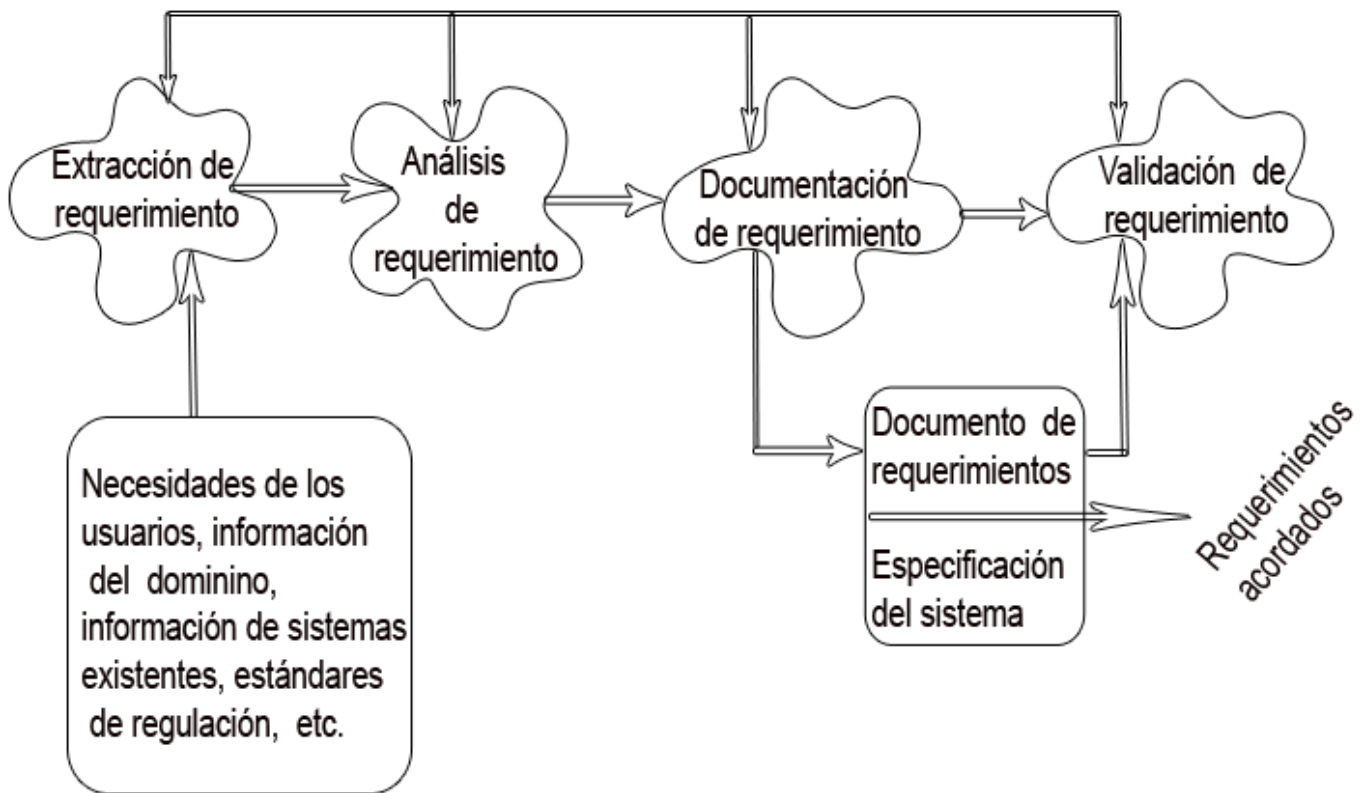 Extracción de
requerimiento
Análisis
de
requerimiento
Documentación
de requerimiento
Validación de
requerimiento
Necesidades de los
usuarios, información
del dominino,
información de sistemas
existentes, estándares
de regulación, etc.
Documento de
requerimientos
Especificación
del sistema
Requerimientos
acordados